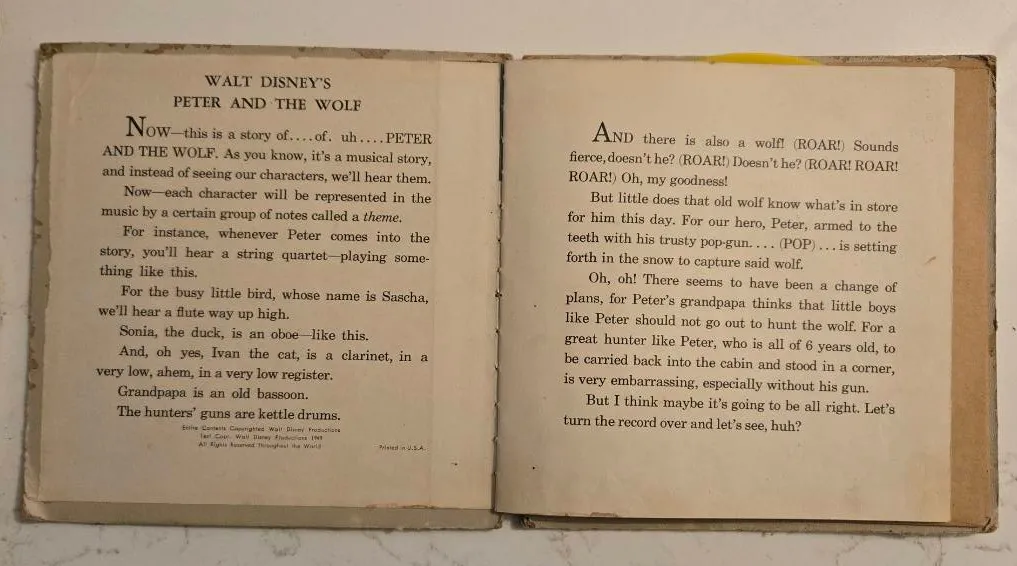 WALT DISNEY'S
PETER AND THE WOLF
NOW—this is a story of....of. uh....PETER
AND THE WOLF. As you know, it's a musical story,
and instead of seeing our characters, we'll hear them.
Now—each character will be represented in the
music by a certain group of notes called a theme.
For instance, whenever Peter comes into the
story, you'll hear a string quartet—playing some-
thing like this.
For the busy little bird, whose name is Sascha,
we'll hear a flute way up high.
Sonia, the duck, is an oboe—like this.
And, oh yes, Ivan the cat, is a clarinet, in a
very low, ahem, in a very low register.
Grandpapa is an old bassoon.
The hunters' guns are kettle drums.
Entire Contents Copyrighted Walt Disney Productions
Text Copr. Walt Disney Productions 1949
All Rights Reserved Throughout the World
Printed in U.S.A.
AND there is also a wolf! (ROAR!) Sounds
fierce, doesn't he? (ROAR!) Doesn't he? (ROAR! ROAR!
ROAR!) Oh, my goodness!
But little does that old wolf know what's in store
for him this day. For our hero, Peter, armed to the
teeth with his trusty pop-gun.... (POP) ...is setting
forth in the snow to capture said wolf.
Oh, oh! There seems to have been a change of
plans, for Peter's grandpapa thinks that little boys
like Peter should not go out to hunt the wolf. For a
great hunter like Peter, who is all of 6 years old, to
be carried back into the cabin and stood in a corner,
is very embarrassing, especially without his gun.
But I think maybe it's going to be all right. Let's
turn the record over and let's see, huh?